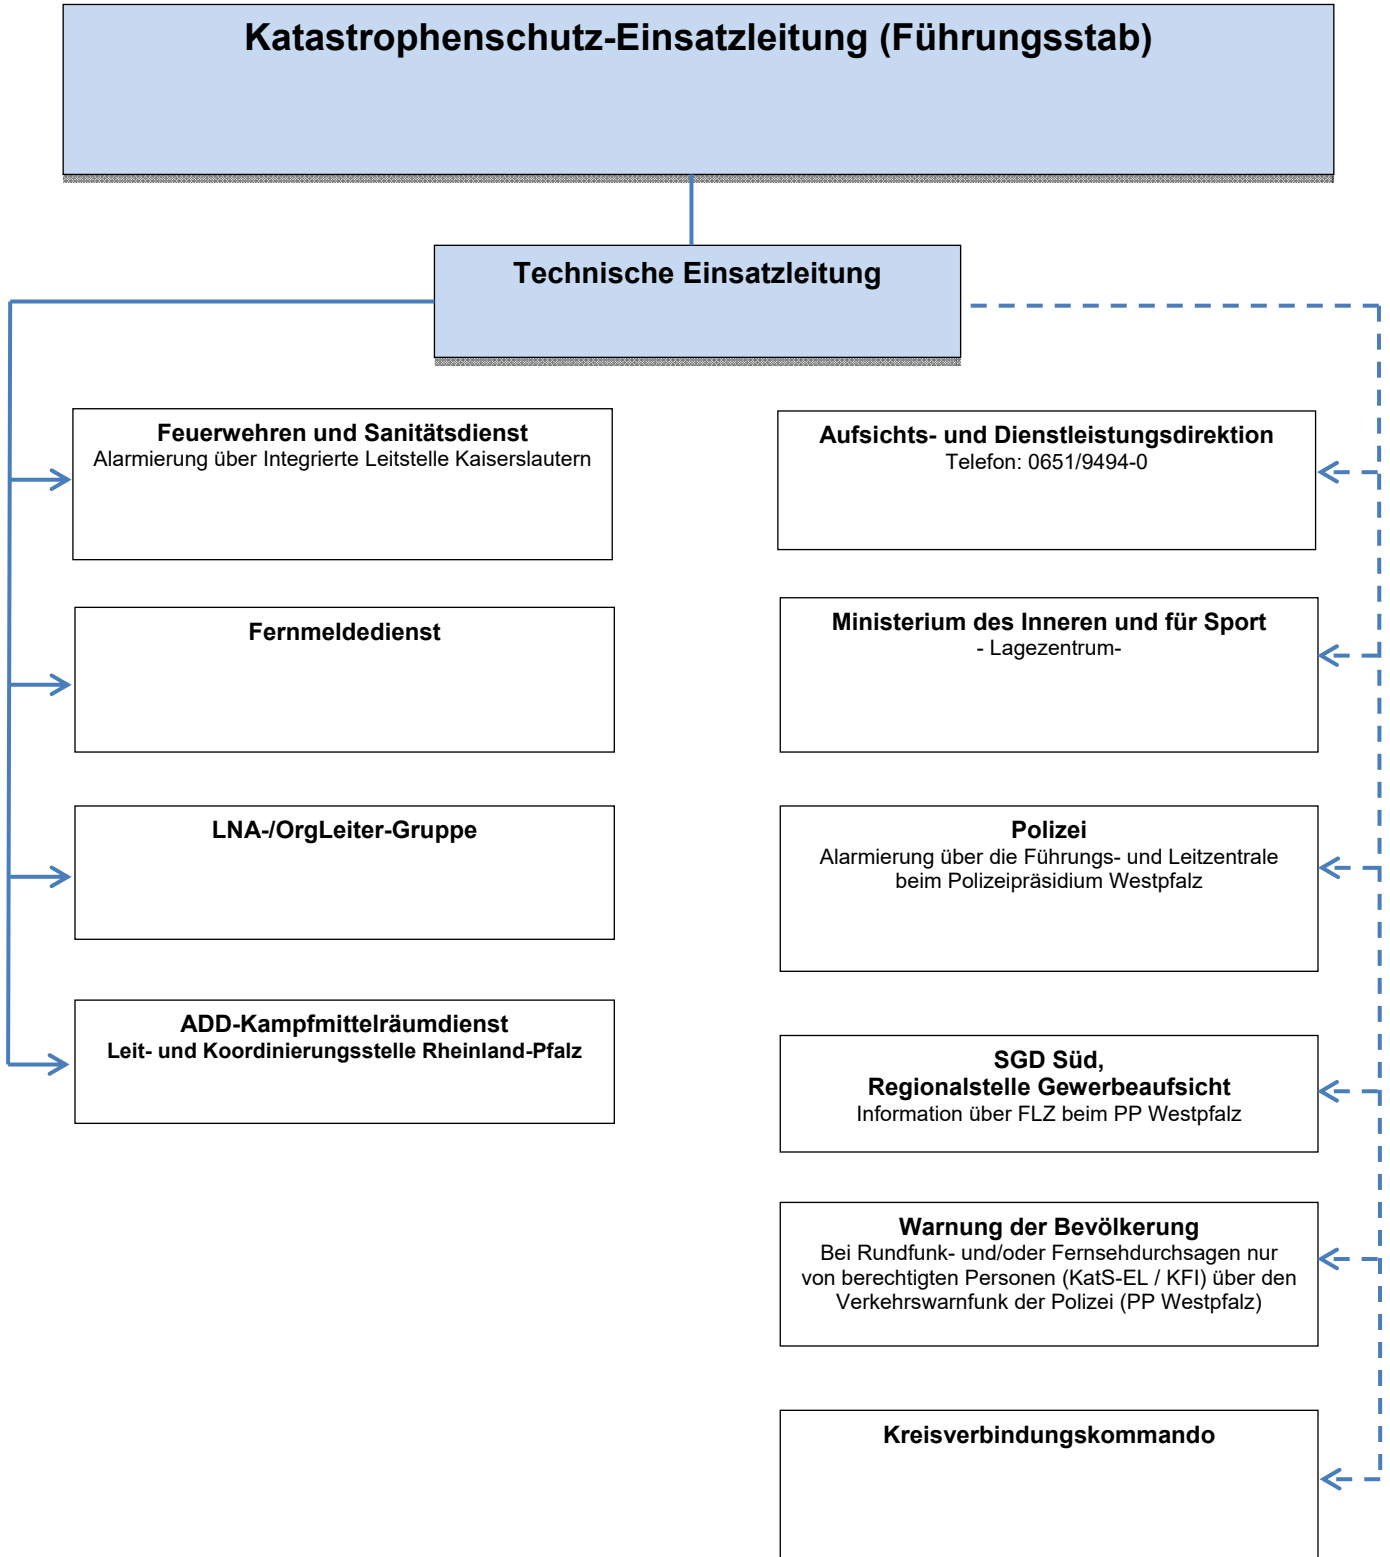 Katastrophenschutz-Einsatzleitung (Führungsstab)
Technische Einsatzleitung
Feuerwehren und Sanitätsdienst
Alarmierung über Integrierte Leitstelle Kaiserslautern
Fernmeldedienst
LNA-/OrgLeiter-Gruppe
ADD-Kampfmittelräumdienst
Leit- und Koordinierungsstelle Rheinland-Pfalz
Aufsichts- und Dienstleistungsdirektion
Telefon: 0651/9494-0
Ministerium des Inneren und für Sport
- Lagezentrum-
Polizei
Alarmierung über die Führungs- und Leitzentrale
beim Polizeipräsidium Westpfalz
SGD Süd,
Regionalstelle Gewerbeaufsicht
Information über FLZ beim PP Westpfalz
Warnung der Bevölkerung
Bei Rundfunk- und/oder Fernsehdurchsagen nur
von berechtigten Personen (KatS-EL / KFI) über den
Verkehrswarnfunk der Polizei (PP Westpfalz)
Kreisverbindungskommando